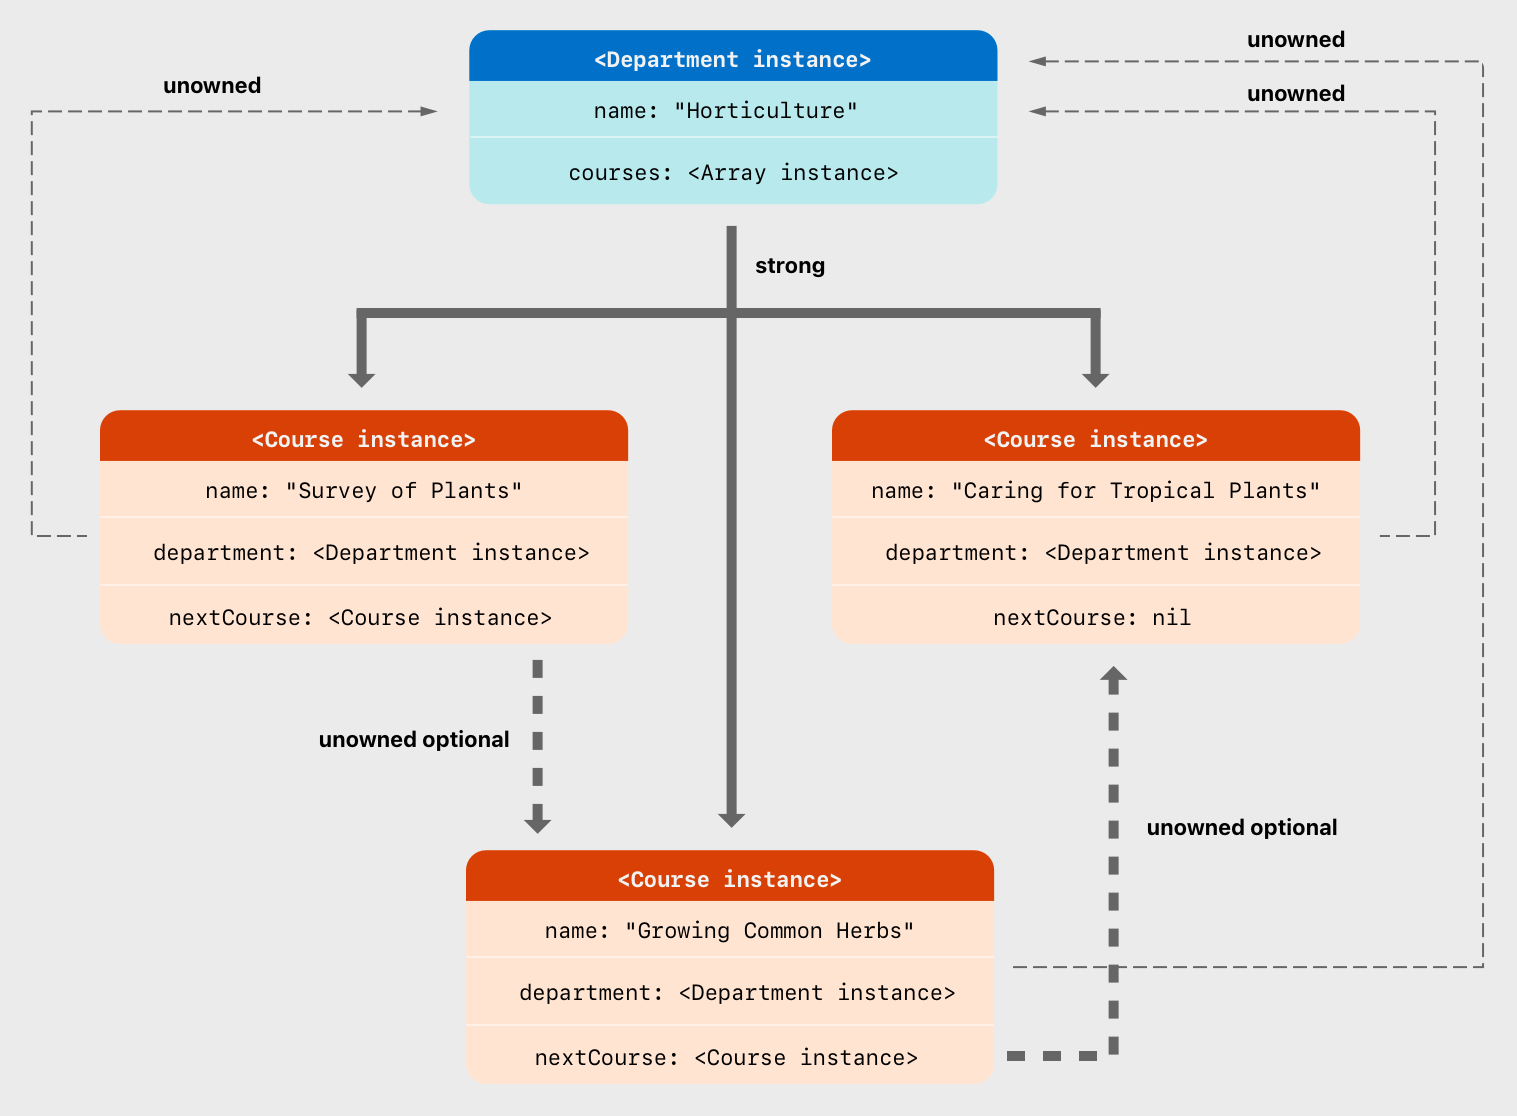 <Department instance>
name: "Horticulture"
courses: <Array instance>
unowned
unowned
unowned
strong
<Course instance>
name: "Survey of Plants"
department: <Department instance>
nextCourse: <Course instance>
<Course instance>
name: "Caring for Tropical Plants"
department: <Department instance>
nextCourse: nil
unowned optional
unowned optional
<Course instance>
name: "Growing Common Herbs"
department: <Department instance>
nextCourse: <Course instance>